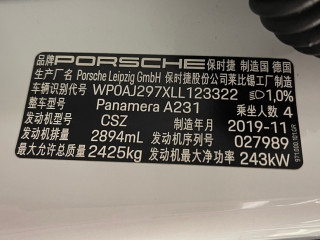 品牌 PORSCHE 保时捷 制造国 德国
生产厂名 Porsche Leipzig GmbH 保时捷股份公司莱比锡工厂制造
车辆识别代号 WP0AJ297XLL123322 1,0%
整车型号 Panamera A231 乘坐人数 4
发动机型号 CSZ 制造年月 2019-11
发动机排量 2894mL 发动机序列号 027989
最大允许总质量 2425kg 发动机最大净功率 243kW